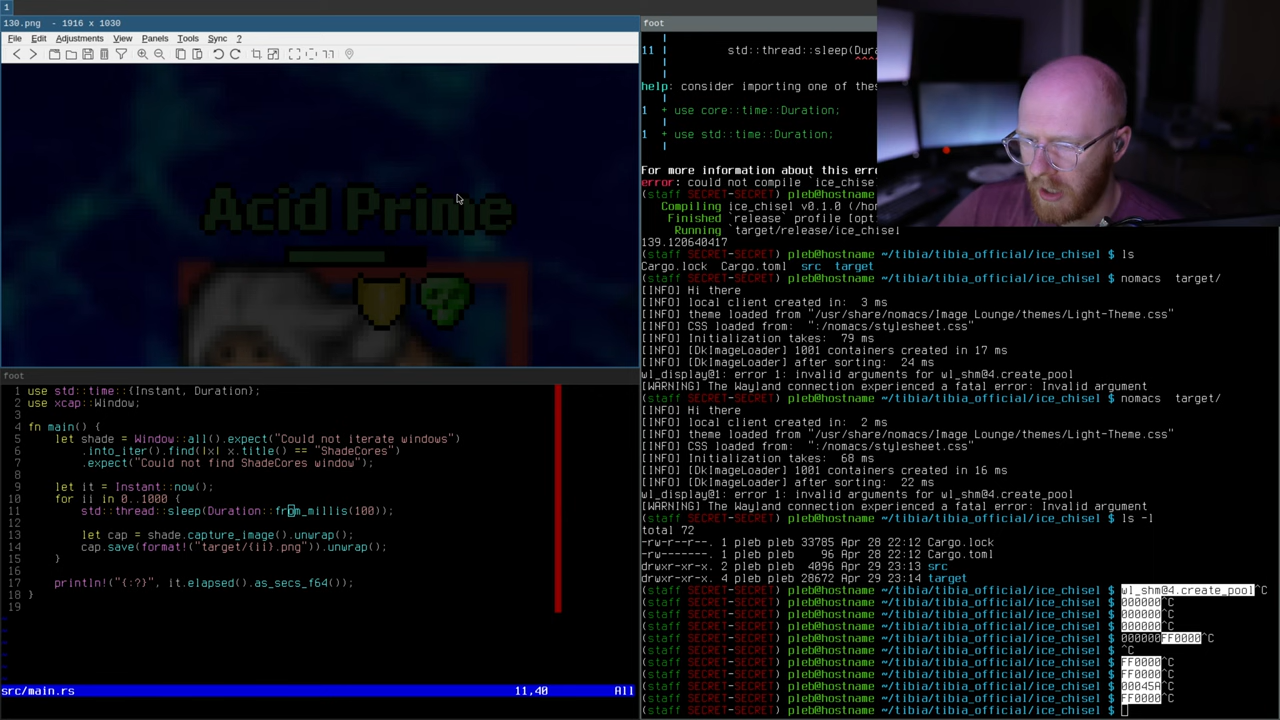 1
130.png - 1916 x 1030
File Edit Adjustments View Panels Tools Sync ?
Acid Prime
foot
1 use std::time::{Instant, Duration};
2 use xcap::Window;
3
4 fn main() {
5 let shade = Window::all().expect("Could not iterate windows")
6 .into_iter().find(|x| x.title() == "ShadeCores")
7 .expect("Could not find ShadeCores window");
8
9 let it = Instant::now();
10 for ii in 0..1000 {
11 std::thread::sleep(Duration::from_millis(100));
12
13 let cap = shade.capture_image().unwrap();
14 cap.save(format!("target/{ii}.png")).unwrap();
15 }
16
17 println!("{:?}", it.elapsed().as_secs_f64());
18 }
19
~
~
~
~
~
~
src/main.rs 11,40 All
foot
|
11 | std::thread::sleep(Dura
| ^^^^
|
help: consider importing one of thes
|
1 + use core::time::Duration;
|
1 + use std::time::Duration;
|
For more information about this erro
error: could not compile `ice_chisel
(staff SECRET-SECRET) pleb@hostname
Compiling ice_chisel v0.1.0 (/ho
Finished `release` profile [opt
Running `target/release/ice_chisel
139.120640417
(staff SECRET-SECRET) pleb@hostname ~/tibia/tibia_official/ice_chisel $ ls
Cargo.lock Cargo.toml src target
(staff SECRET-SECRET) pleb@hostname ~/tibia/tibia_official/ice_chisel $ nomacs target/
[INFO] Hi there
[INFO] local client created in: 3 ms
[INFO] theme loaded from "/usr/share/nomacs/Image Lounge/themes/Light-Theme.css"
[INFO] CSS loaded from: ":/nomacs/stylesheet.css"
[INFO] Initialization takes: 79 ms
[INFO] [DkImageLoader] 1001 containers created in 17 ms
[INFO] [DkImageLoader] after sorting: 24 ms
wl_display@1: error 1: invalid arguments for wl_shm@4.create_pool
[WARNING] The Wayland connection experienced a fatal error: Invalid argument
(staff SECRET-SECRET) pleb@hostname ~/tibia/tibia_official/ice_chisel $ nomacs target/
[INFO] Hi there
[INFO] local client created in: 2 ms
[INFO] theme loaded from "/usr/share/nomacs/Image Lounge/themes/Light-Theme.css"
[INFO] CSS loaded from: ":/nomacs/stylesheet.css"
[INFO] Initialization takes: 68 ms
[INFO] [DkImageLoader] 1001 containers created in 16 ms
[INFO] [DkImageLoader] after sorting: 22 ms
wl_display@1: error 1: invalid arguments for wl_shm@4.create_pool
[WARNING] The Wayland connection experienced a fatal error: Invalid argument
(staff SECRET-SECRET) pleb@hostname ~/tibia/tibia_official/ice_chisel $ ls -l
total 72
-rw-r--r--. 1 pleb pleb 33785 Apr 28 22:12 Cargo.lock
-rw-------. 1 pleb pleb 96 Apr 28 22:12 Cargo.toml
drwxr-xr-x. 2 pleb pleb 4096 Apr 29 23:13 src
drwxr-xr-x. 4 pleb pleb 28672 Apr 29 23:14 target
(staff SECRET-SECRET) pleb@hostname ~/tibia/tibia_official/ice_chisel $ wl_shm@4.create_pool^C
(staff SECRET-SECRET) pleb@hostname ~/tibia/tibia_official/ice_chisel $ 000000^C
(staff SECRET-SECRET) pleb@hostname ~/tibia/tibia_official/ice_chisel $ 000000^C
(staff SECRET-SECRET) pleb@hostname ~/tibia/tibia_official/ice_chisel $ 000000^C
(staff SECRET-SECRET) pleb@hostname ~/tibia/tibia_official/ice_chisel $ 000000FF0000^C
(staff SECRET-SECRET) pleb@hostname ~/tibia/tibia_official/ice_chisel $ ^C
(staff SECRET-SECRET) pleb@hostname ~/tibia/tibia_official/ice_chisel $ FF0000^C
(staff SECRET-SECRET) pleb@hostname ~/tibia/tibia_official/ice_chisel $ FF0000^C
(staff SECRET-SECRET) pleb@hostname ~/tibia/tibia_official/ice_chisel $ 00045A^C
(staff SECRET-SECRET) pleb@hostname ~/tibia/tibia_official/ice_chisel $ FF0000^C
(staff SECRET-SECRET) pleb@hostname ~/tibia/tibia_official/ice_chisel $